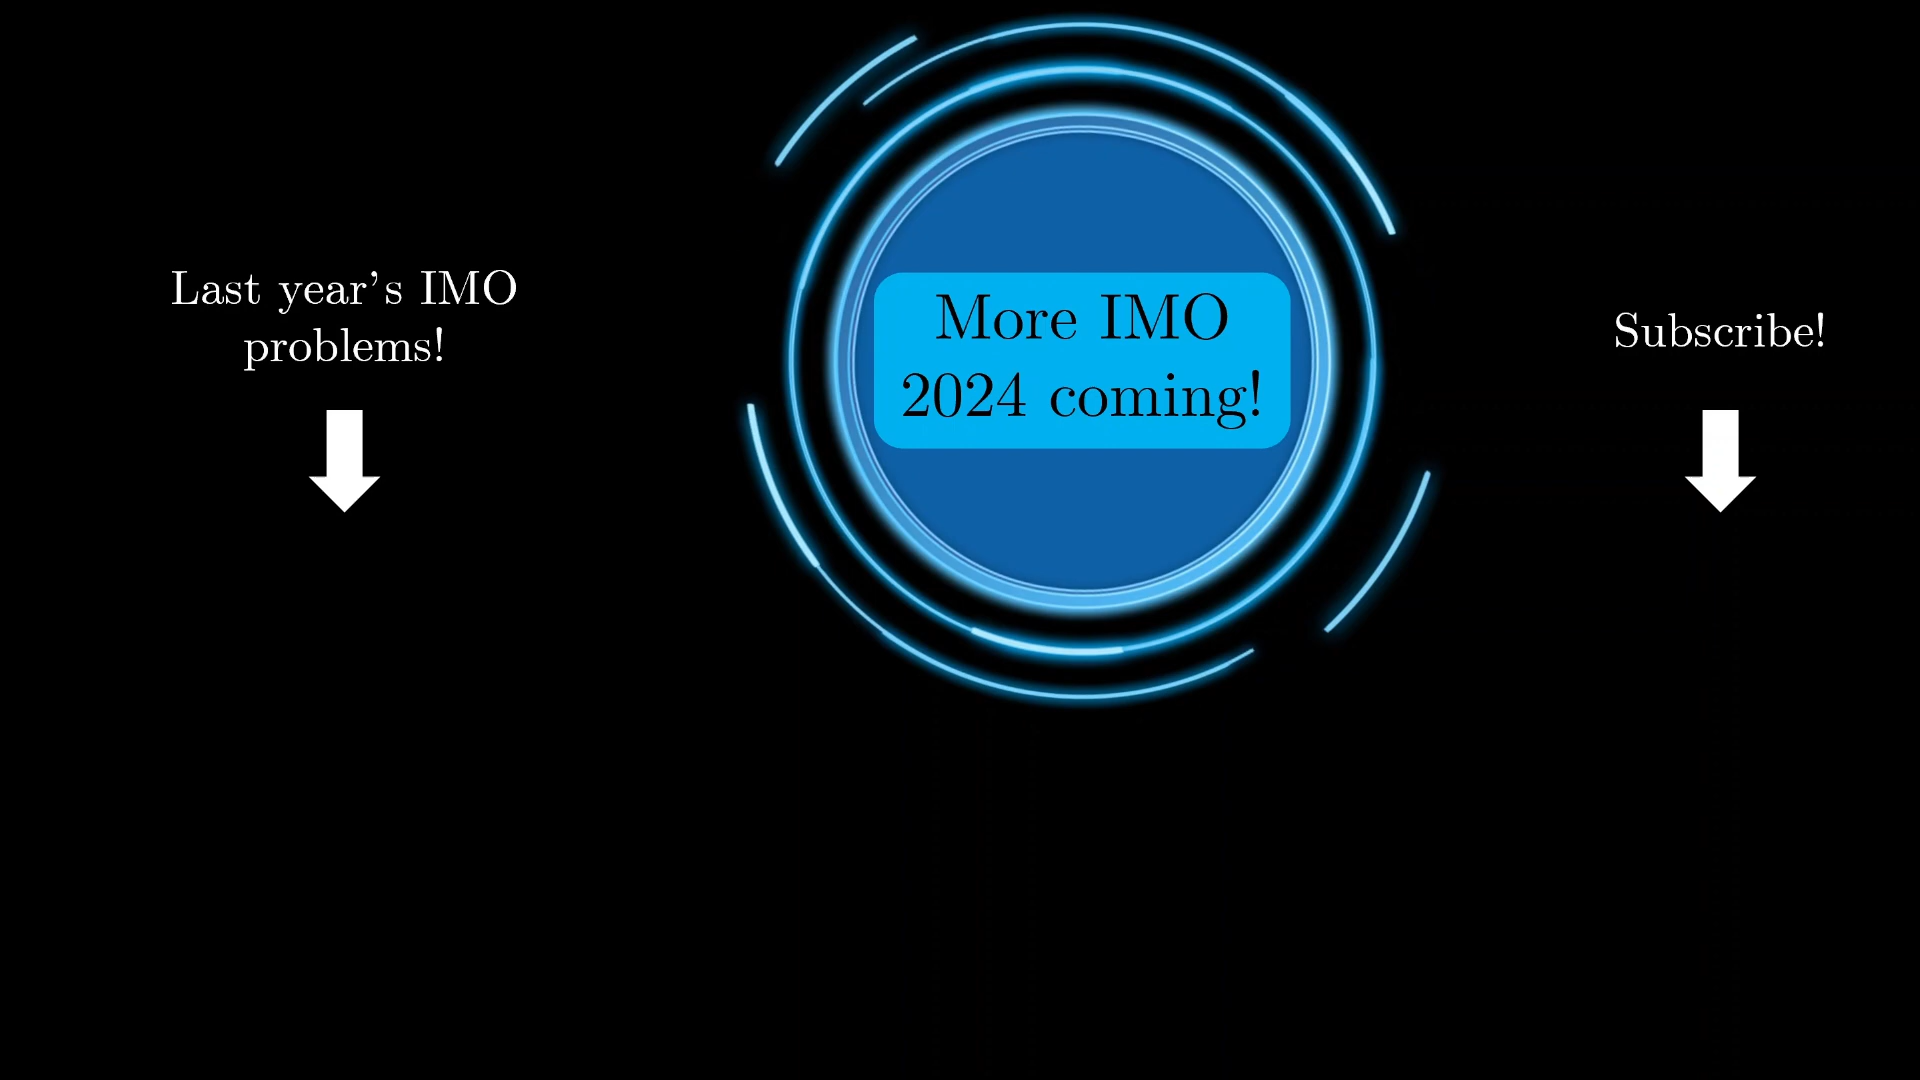 Last year's IMO
problems!
More IMO
2024 coming!
Subscribe!